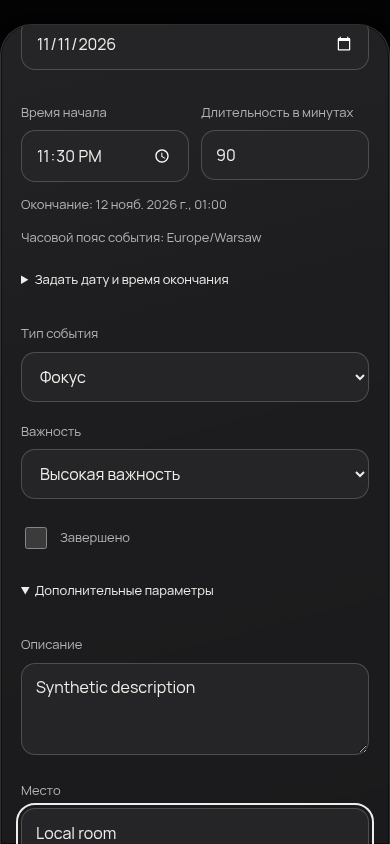 11/11/2026
Время начала
Длительность в минутах
11:30 PM
90
Окончание: 12 нояб. 2026 г., 01:00
Часовой пояс события: Europe/Warsaw
Задать дату и время окончания
Тип события
Фокус
Важность
Высокая важность
Завершено
Дополнительные параметры
Описание
Synthetic description
Место
Local room